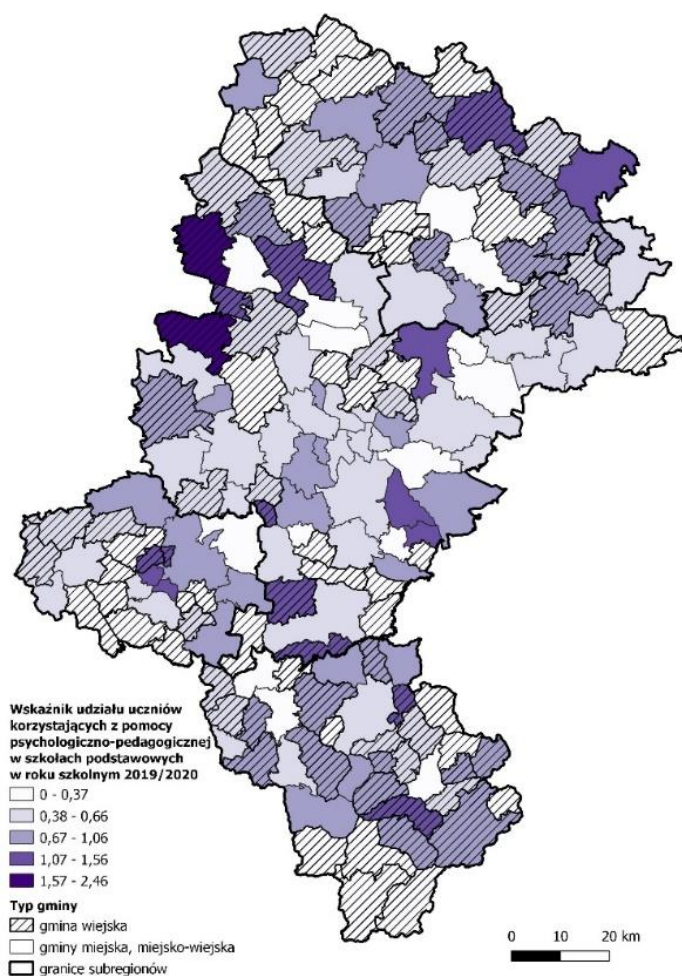 Wskaźnik udziału uczniów
korzystających z pomocy
psychologiczno-pedagogicznej
w szkołach podstawowych
w roku szkolnym 2019/2020
0 - 0,37
0,38 - 0,66
0,67 - 1,06
1,07 - 1,56
1,57 - 2,46
Typ gminy
gmina wiejska
gminy miejska, miejsko-wiejska
granice subregionów
0 10 20 km